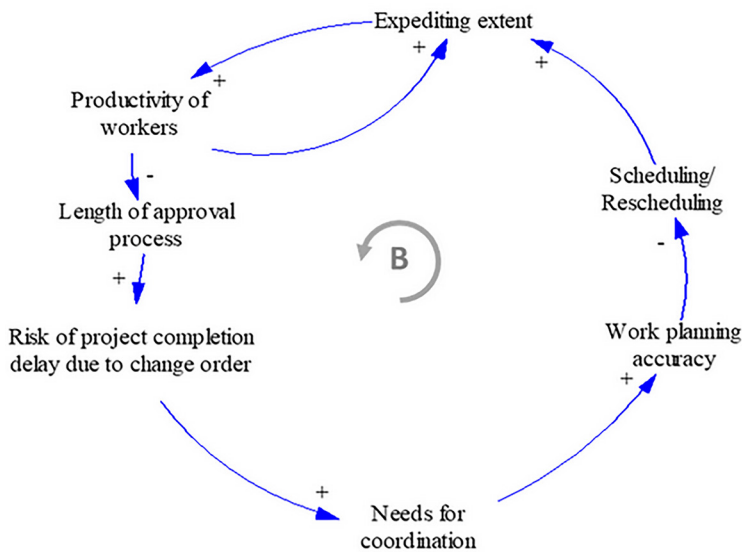 Expediting extent
+
+
+
Productivity of
workers
-
Length of approval
process
+
Risk of project completion
delay due to change order
+
Needs for
coordination
+
Work planning
accuracy
-
Scheduling/
Rescheduling
B